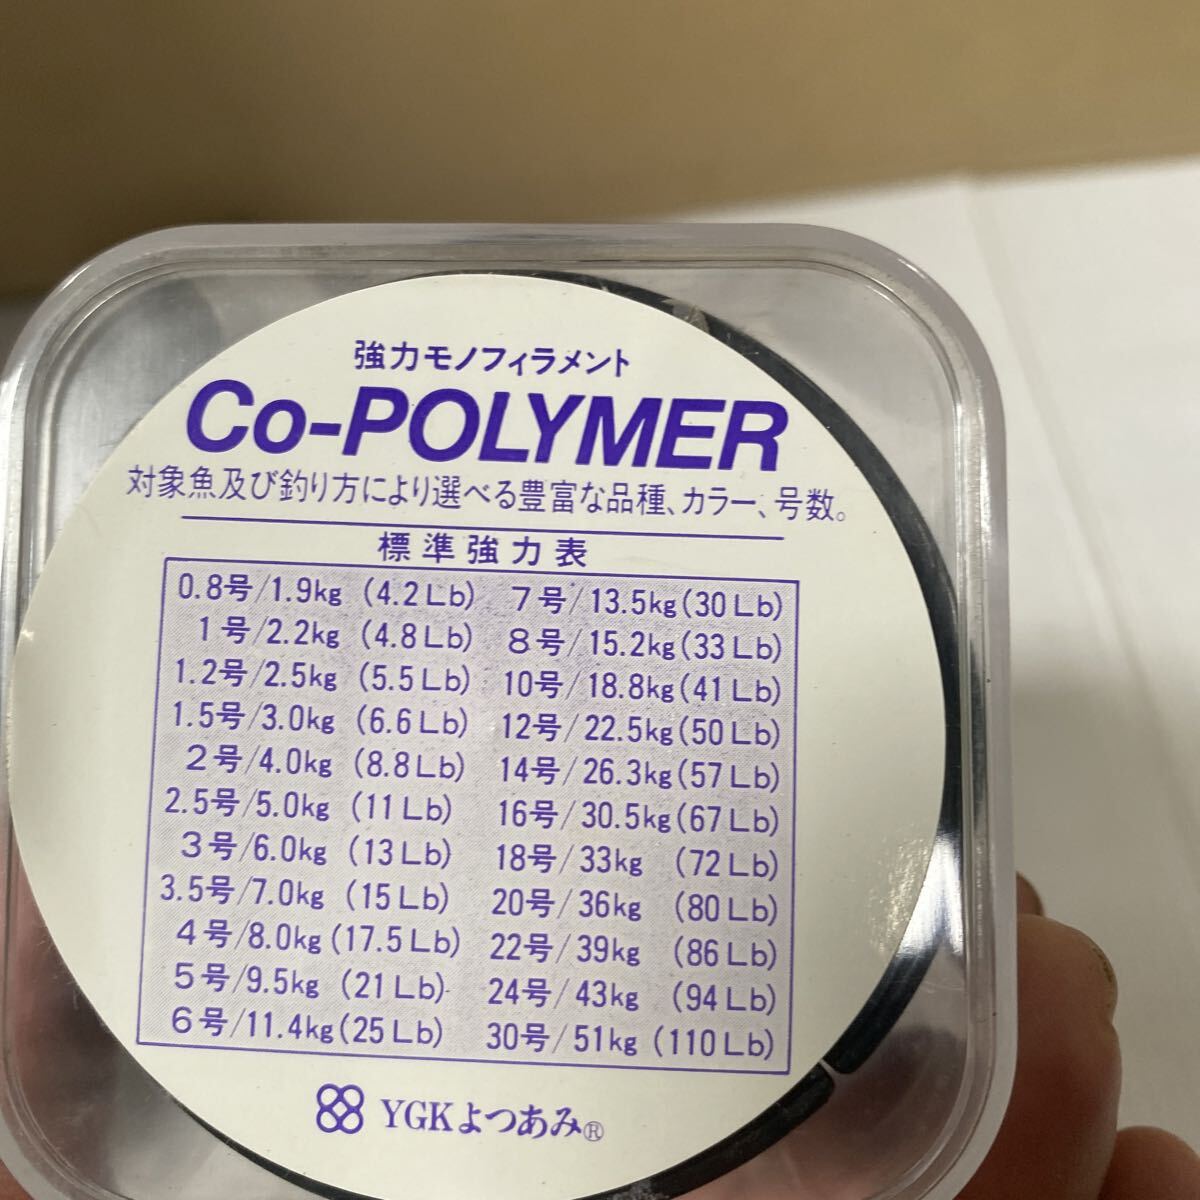 強力モノフィラメント
Co-POLYMER
対象魚及び釣り方により選べる豊富な品種、カラー、号数。
標準強力表
0.8号/1.9kg (4.2Lb) 7号/13.5kg(30Lb)
1号/2.2kg (4.8Lb) 8号/15.2kg(33Lb)
1.2号/2.5kg (5.5Lb) 10号/18.8kg(41Lb)
1.5号/3.0kg (6.6Lb) 12号/22.5kg(50Lb)
2号/4.0kg (8.8Lb) 14号/26.3kg(57Lb)
2.5号/5.0kg (11Lb) 16号/30.5kg(67Lb)
3号/6.0kg (13Lb) 18号/33kg (72Lb)
3.5号/7.0kg (15Lb) 20号/36kg (80Lb)
4号/8.0kg(17.5Lb) 22号/39kg (86Lb)
5号/9.5kg (21Lb) 24号/43kg (94Lb)
6号/11.4kg(25Lb) 30号/51kg (110Lb)
YGKよつあみ®